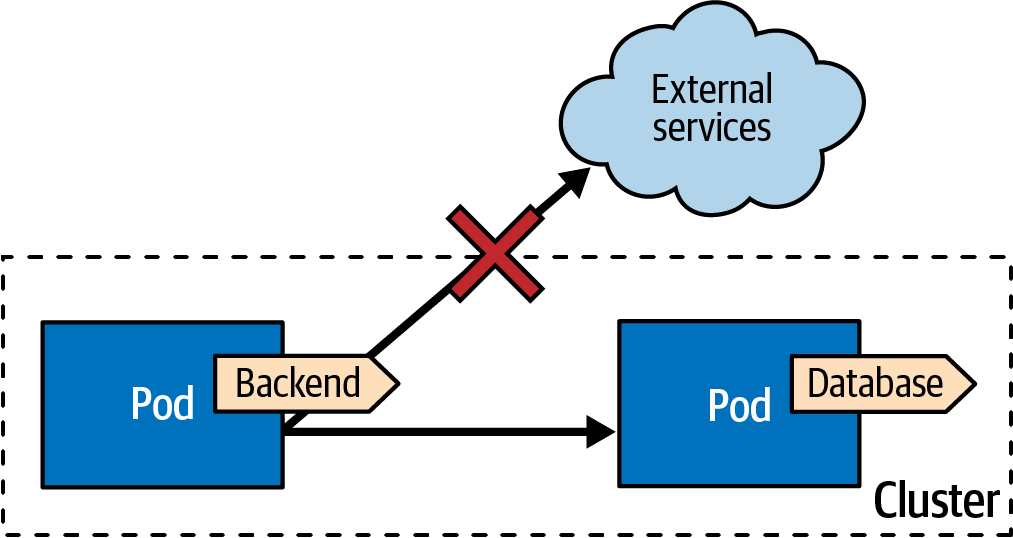 External
services
Pod
Backend
Pod
Database
Cluster